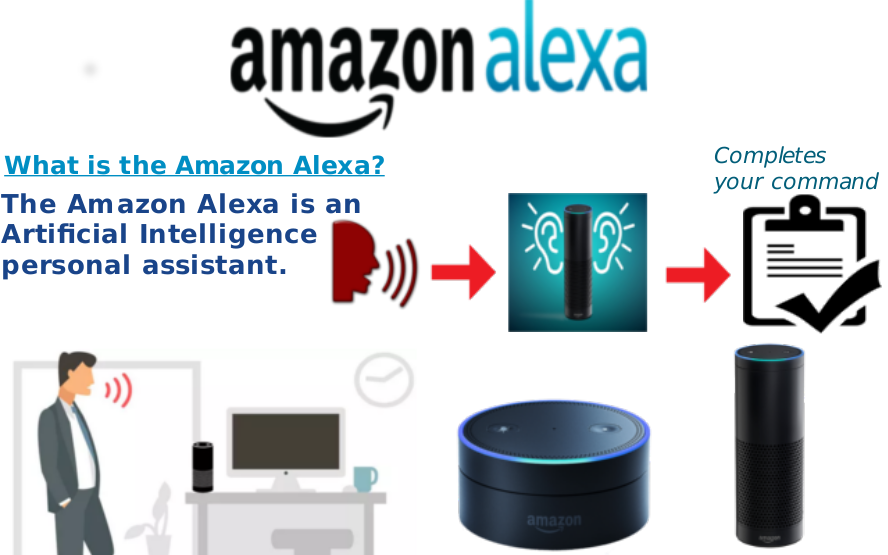 amazon alexa
What is the Amazon Alexa?
The Amazon Alexa is an
Artificial Intelligence
personal assistant.
Completes
your command
amazon
amazon